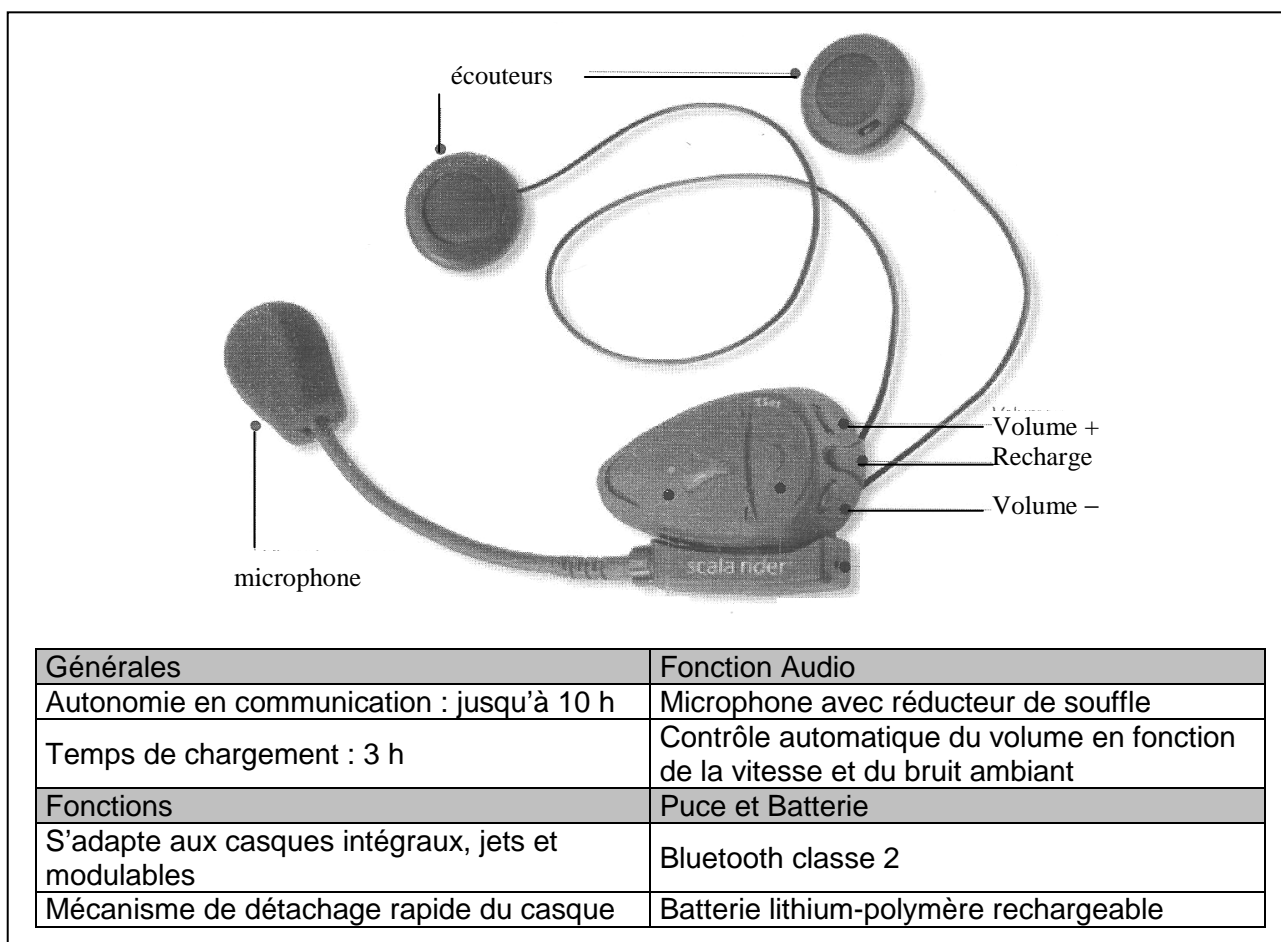 écouteurs
Volume +
Recharge
Volume –
microphone
scala rider
Générales
Fonction Audio
Autonomie en communication : jusqu'à 10 h
Microphone avec réducteur de souffle
Temps de chargement : 3 h
Contrôle automatique du volume en fonction
de la vitesse et du bruit ambiant
Fonctions
Puce et Batterie
S'adapte aux casques intégraux, jets et
modulables
Bluetooth classe 2
Mécanisme de détachage rapide du casque
Batterie lithium-polymère rechargeable